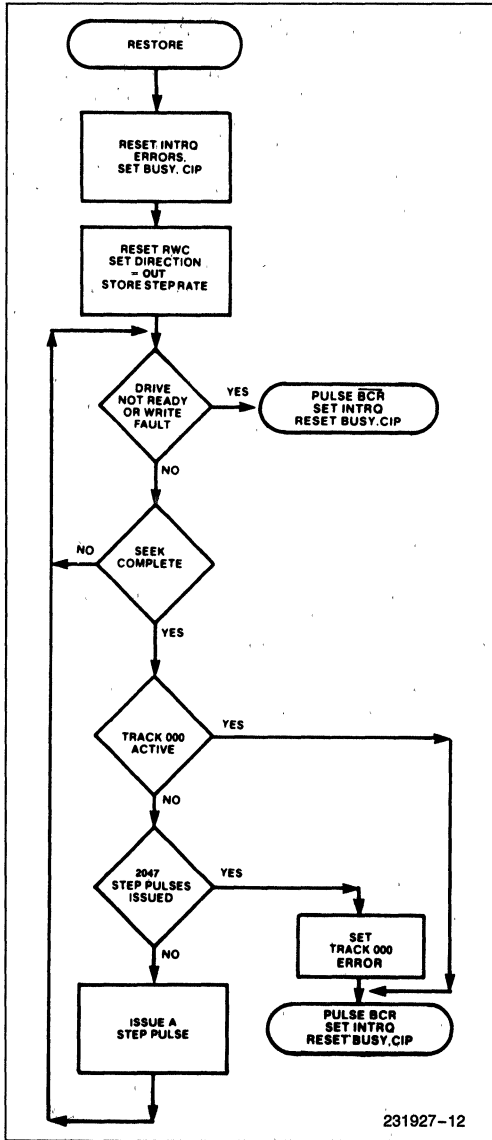 RESTORE
RESET INTRQ
ERRORS.
SET BUSY. CIP
RESET RWC
SET DIRECTION
= OUT
STORE STEP RATE
DRIVE
NOT READY
OR WRITE
FAULT
YES
PULSE BCR
SET INTRQ
RESET BUSY.CIP
NO
NO
SEEK
COMPLETE
YES
TRACK 000
ACTIVE
YES
NO
2047
STEP PULSES
ISSUED
YES
NO
SET
TRACK 000
ERROR
ISSUE A
STEP PULSE
PULSE BCR
SET INTRQ
RESET BUSY,CIP
231927-12